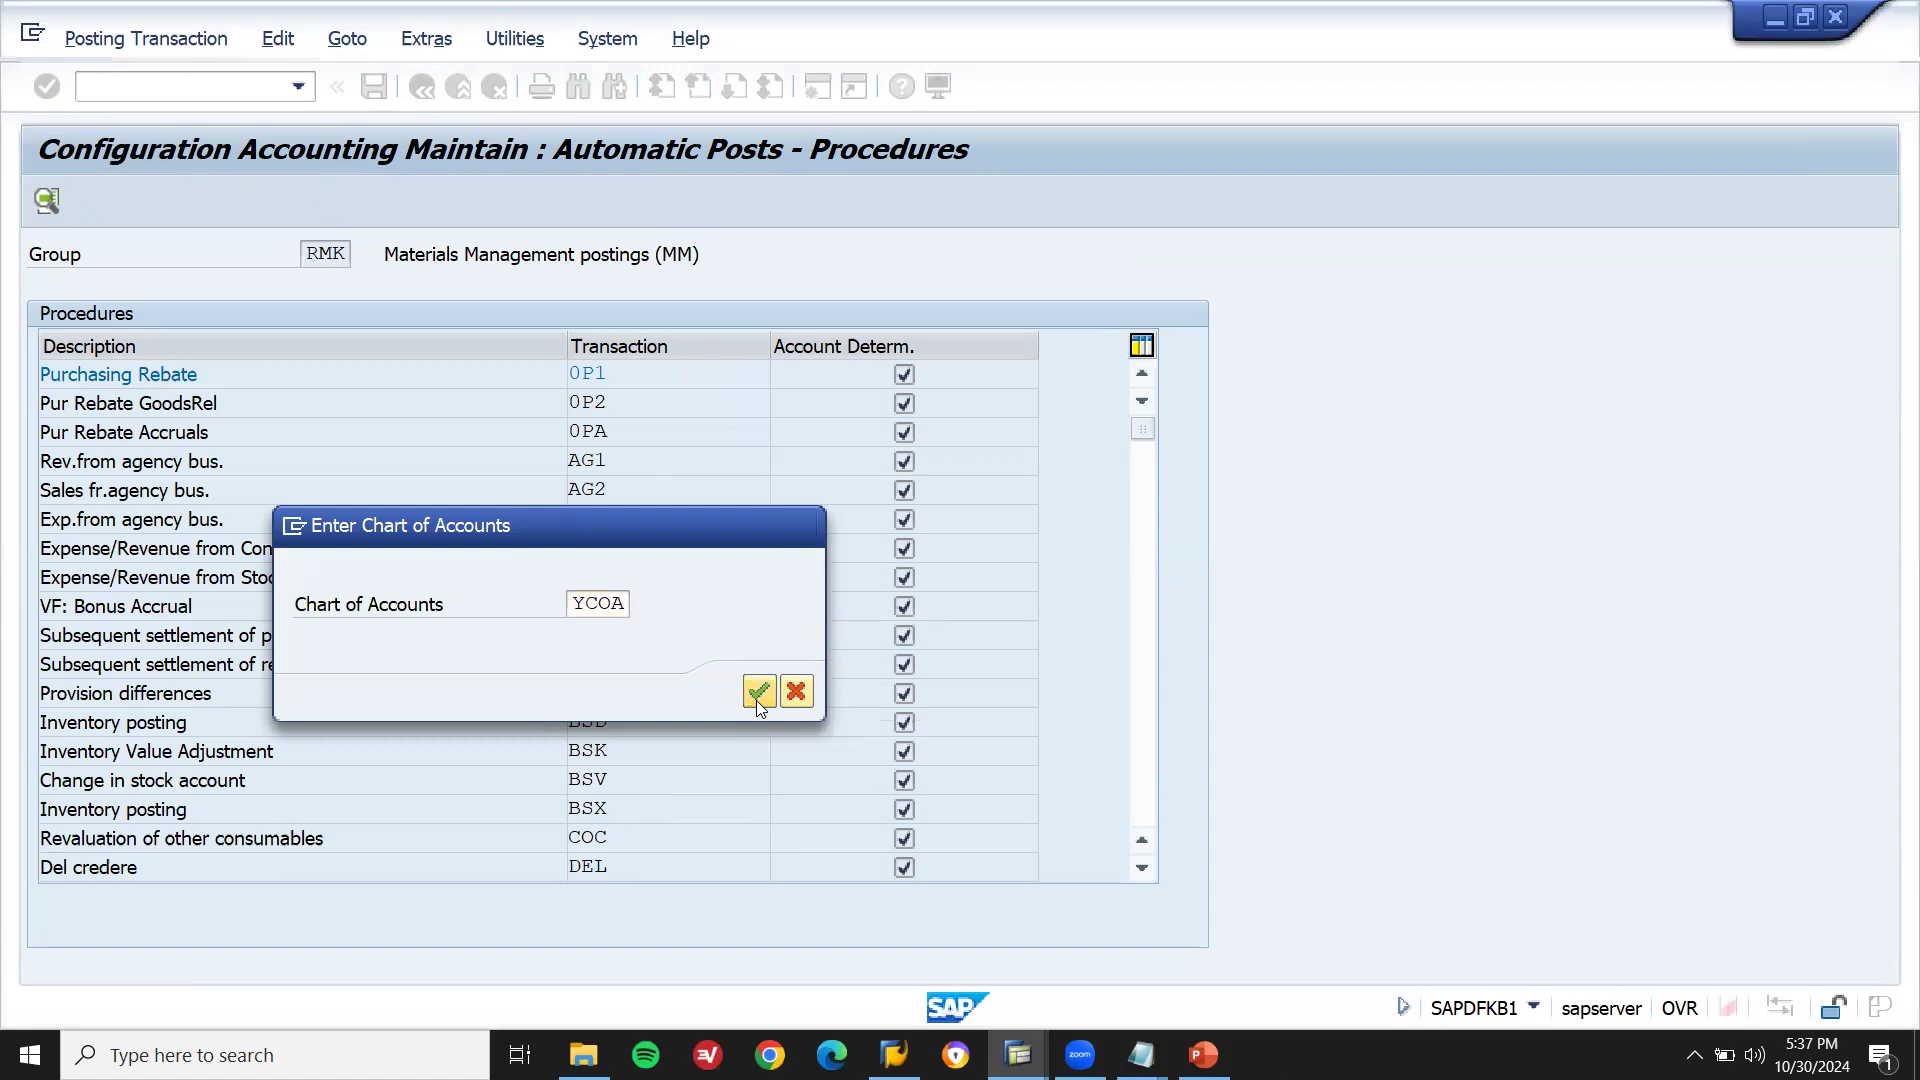 Posting Transaction Edit Goto Extras Utilities System Help
Configuration Accounting Maintain : Automatic Posts - Procedures
Group RMK Materials Management postings (MM)
Procedures
Description Transaction Account Determ.
Purchasing Rebate 0P1
Pur Rebate GoodsRel 0P2
Pur Rebate Accruals 0PA
Rev.from agency bus. AG1
Sales fr.agency bus. AG2
Exp.from agency bus.
Expense/Revenue from Con
Expense/Revenue from Stoc
VF: Bonus Accrual
Subsequent settlement of p
Subsequent settlement of re
Provision differences
Inventory posting BSD
Inventory Value Adjustment BSK
Change in stock account BSV
Inventory posting BSX
Revaluation of other consumables COC
Del credere DEL
Enter Chart of Accounts
Chart of Accounts YCOA
SAP
SAPDFKB1 sapserver OVR
Type here to search
zoom
5:37 PM
10/30/2024
1